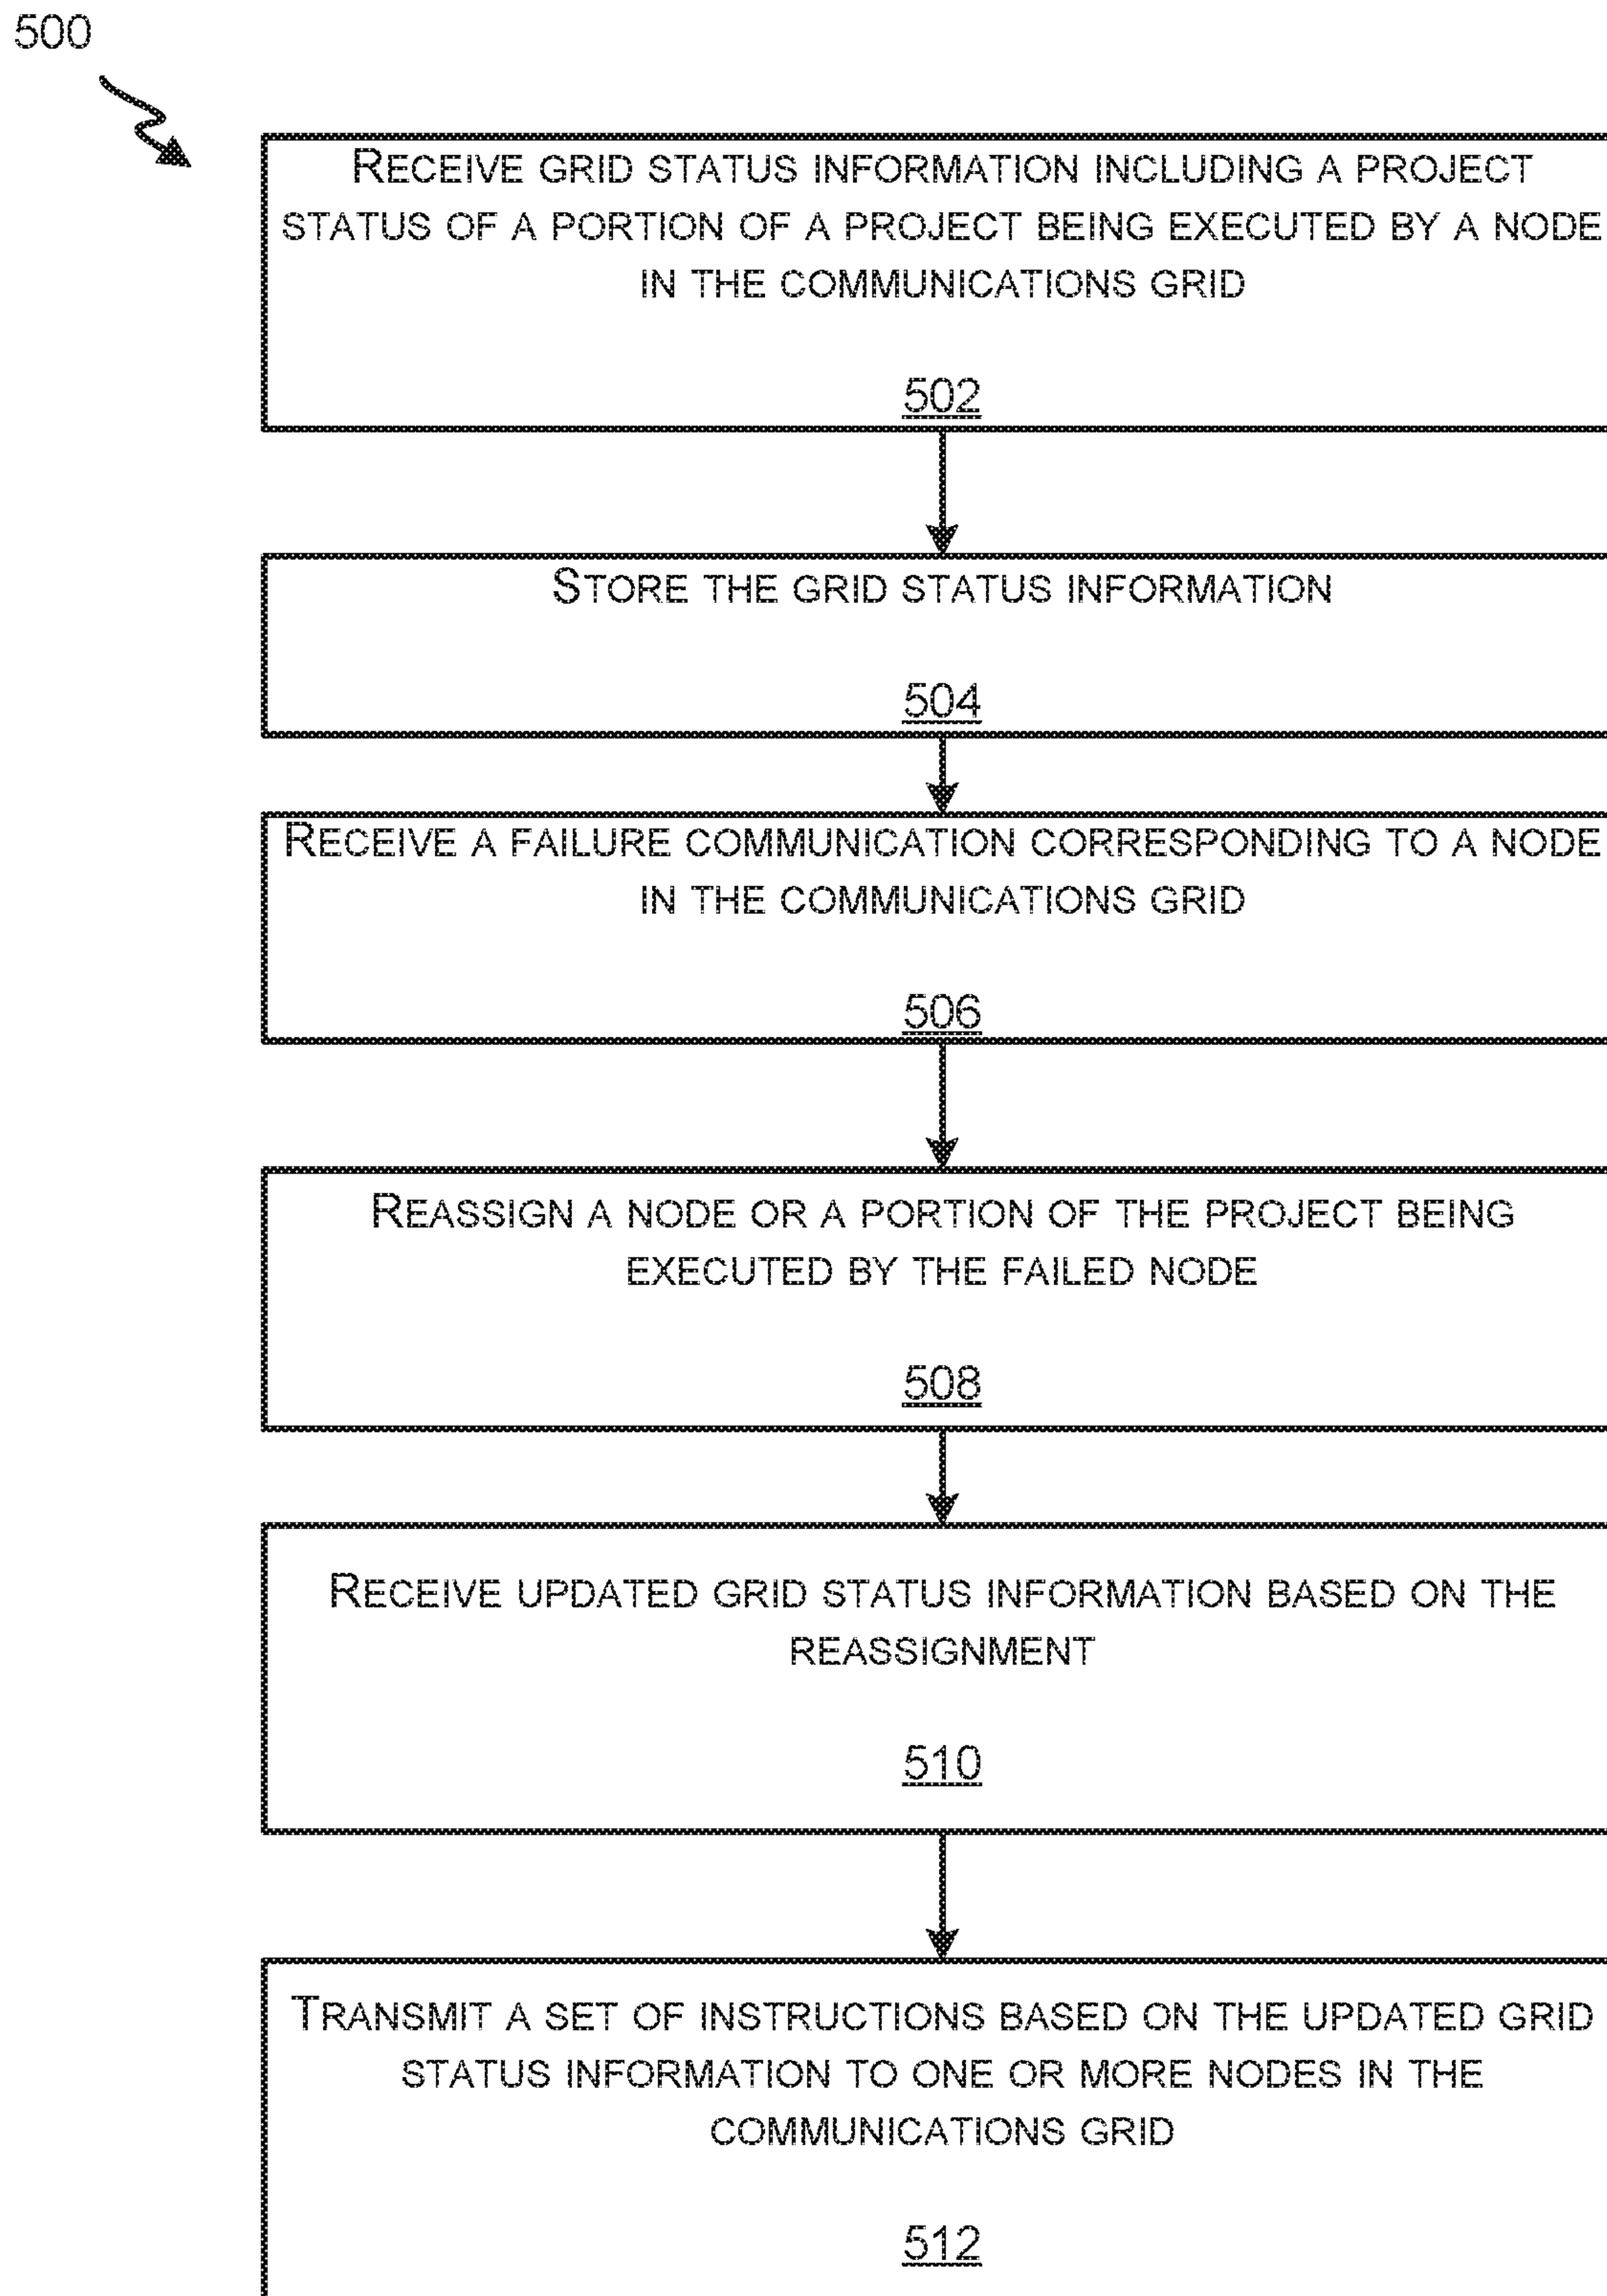 500
RECEIVE GRID STATUS INFORMATION INCLUDING A PROJECT
STATUS OF A PORTION OF A PROJECT BEING EXECUTED BY A NODE
IN THE COMMUNICATIONS GRID
502
STORE THE GRID STATUS INFORMATION
504
RECEIVE A FAILURE COMMUNICATION CORRESPONDING TO A NODE
IN THE COMMUNICATIONS GRID
506
REASSIGN A NODE OR A PORTION OF THE PROJECT BEING
EXECUTED BY THE FAILED NODE
508
RECEIVE UPDATED GRID STATUS INFORMATION BASED ON THE
REASSIGNMENT
510
TRANSMIT A SET OF INSTRUCTIONS BASED ON THE UPDATED GRID
STATUS INFORMATION TO ONE OR MORE NODES IN THE
COMMUNICATIONS GRID
512